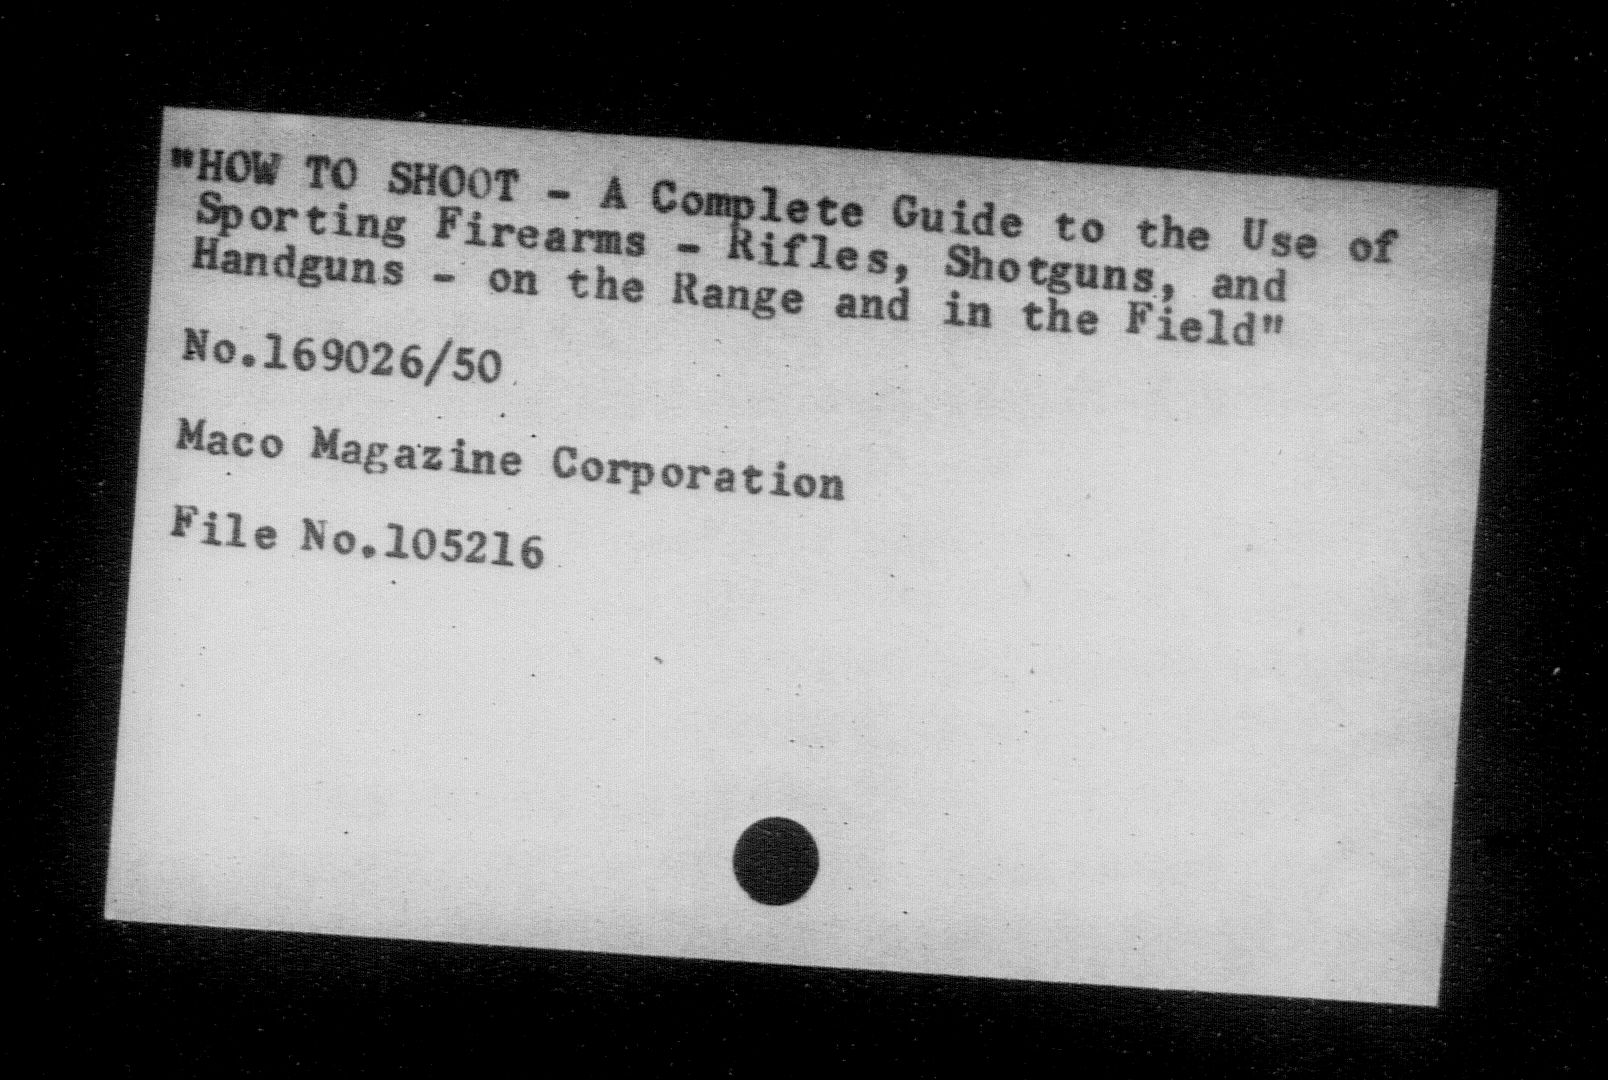 "HOW TO SHOOT - A Complete Guide to the Use of
Sporting Firearms - Rifles, Shotguns, and
Handguns - on the Range and in the Field"
No.169026/50
Maco Magazine Corporation
File No.105216